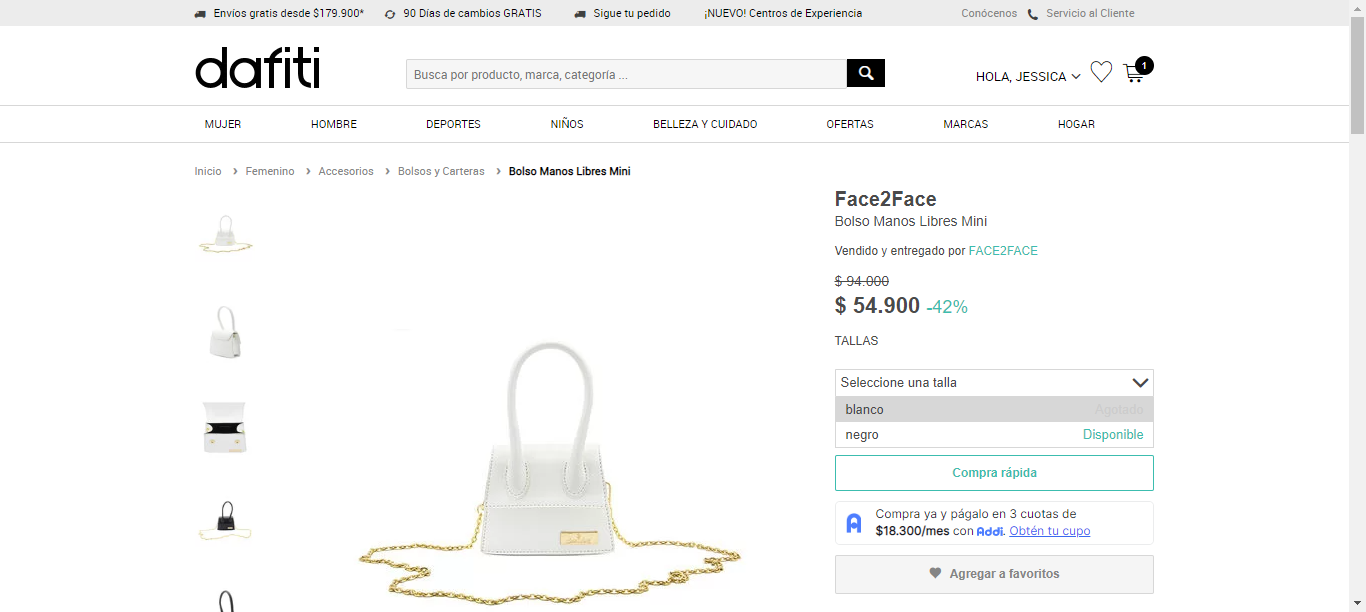 Envíos gratis desde $179.900* 90 Días de cambios GRATIS Sigue tu pedido ¡NUEVO! Centros de Experiencia Conócenos Servicio al Cliente
dafiti
Busca por producto, marca, categoría ...
HOLA, JESSICA
1
MUJER HOMBRE DEPORTES NIÑOS BELLEZA Y CUIDADO OFERTAS MARCAS HOGAR
Inicio > Femenino > Accesorios > Bolsos y Carteras > Bolso Manos Libres Mini
Face2Face
Bolso Manos Libres Mini
Vendido y entregado por FACE2FACE
$ 94.000
$ 54.900 -42%
TALLAS
Seleccione una talla
blanco Agotado
negro Disponible
Compra rápida
Compra ya y págalo en 3 cuotas de
$18.300/mes con Addi. Obtén tu cupo
Agregar a favoritos